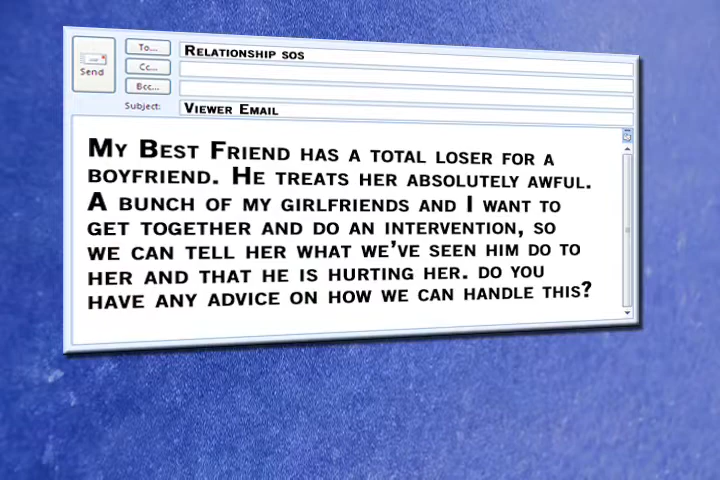 Send
To...
Relationship sos
Cc...
Bcc...
Subject:
Viewer Email
My Best Friend has a total loser for a
boyfriend. He treats her absolutely awful.
A bunch of my girlfriends and I want to
get together and do an intervention, so
we can tell her what we've seen him do to
her and that he is hurting her. do you
have any advice on how we can handle this?